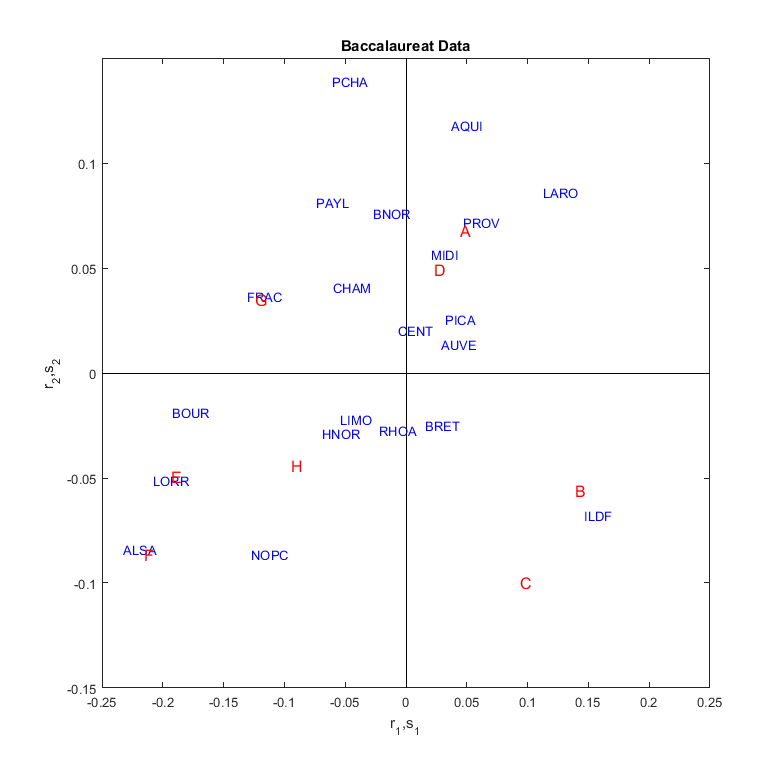 Baccalaureat Data
PCHA
AQUI
0.1
LARO
PAYL
BNOR
PROV
A
MIDI
D
0.05
CHAM
FRAC
G
PICA
CENT
AUVE
0
r2,s2
BOUR
LIMO
BRET
HNOR
RHOA
H
E
LORR
-0.05
B
ILDF
ALSA
F
NOPC
C
-0.1
-0.15
-0.25 -0.2 -0.15 -0.1 -0.05 0 0.05 0.1 0.15 0.2 0.25
r1,s1